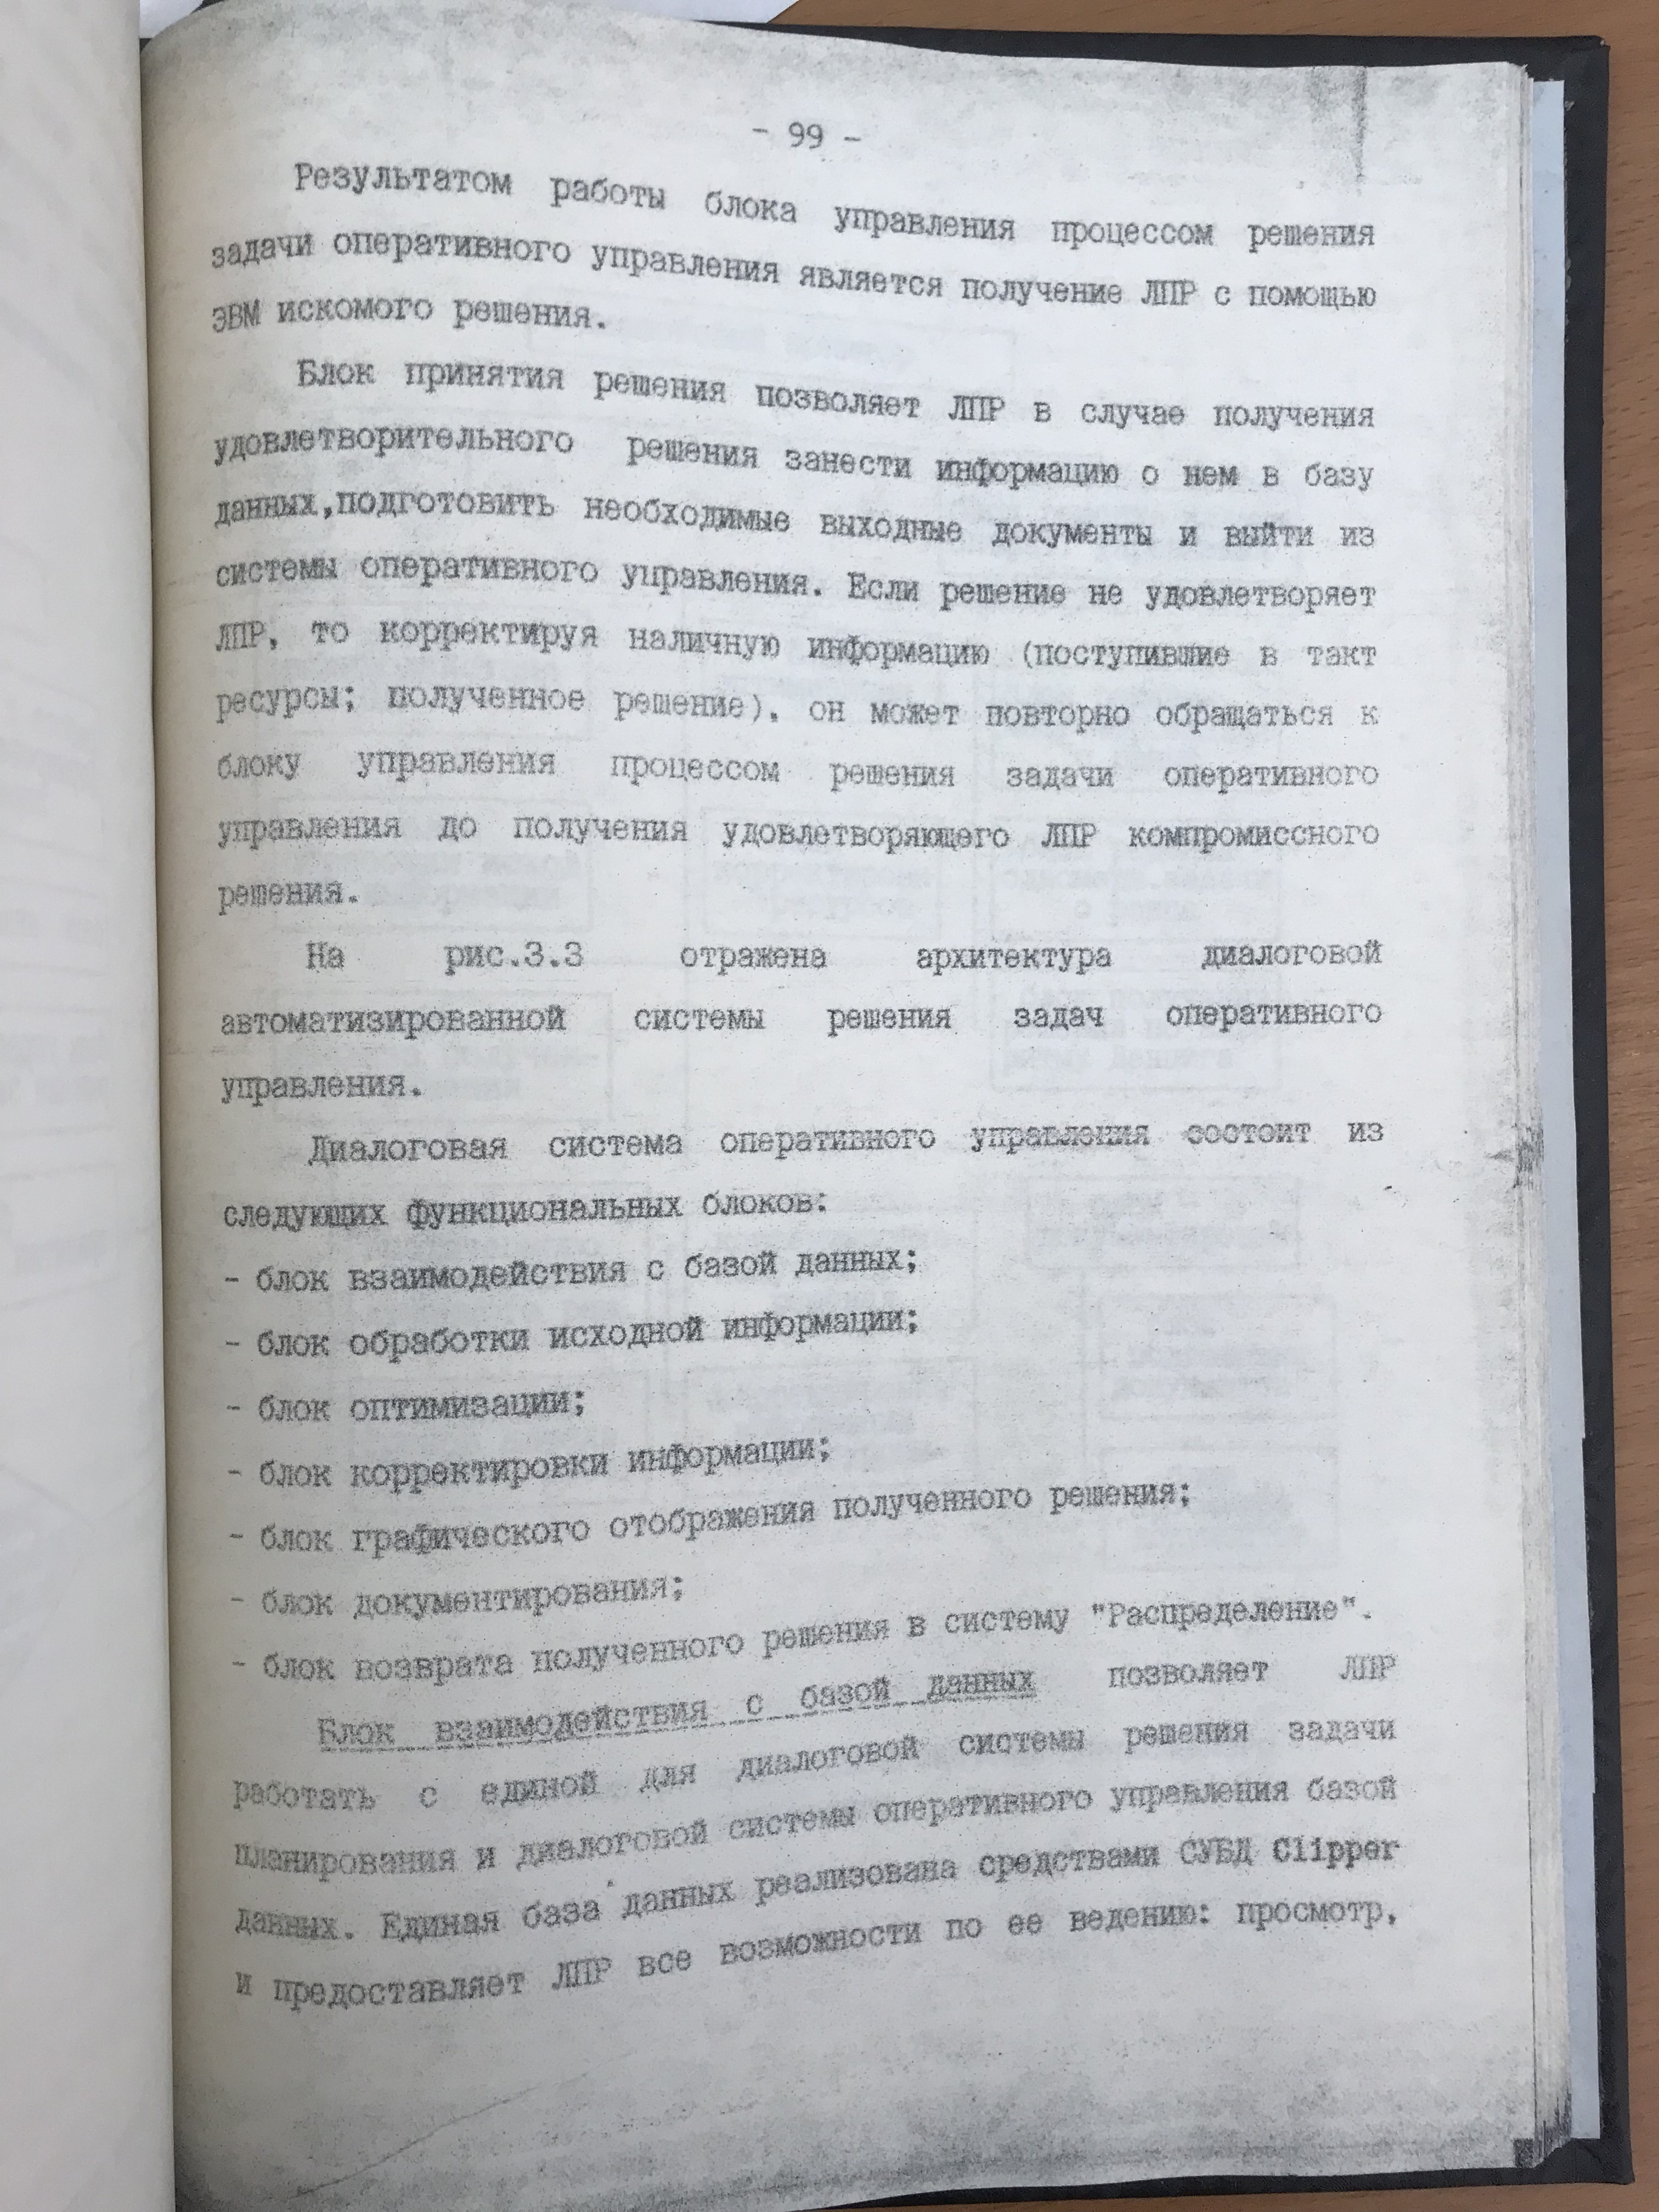 - 99 -
Результатом работы блока управления процессом решения
задачи оперативного управления является получение ЛПР с помощью
ЭВМ искомого решения.
Блок принятия решения позволяет ЛПР в случае получения
удовлетворительного решения занести информацию о нем в базу
данных,подготовить необходимые выходные документы и выйти из
системы оперативного управления. Если решение не удовлетворяет
ЛПР, то корректируя наличную информацию (поступившие в такт
ресурсы; полученное решение), он может повторно обращаться к
блоку управления процессом решения задачи оперативного
управления до получения удовлетворяющего ЛПР компромиссного
решения.
На рис.3.3 отражена архитектура диалоговой
автоматизированной системы решения задач оперативного
управления.
Диалоговая система оперативного управления состоит из
следующих функциональных блоков:
- блок взаимодействия с базой данных;
- блок обработки исходной информации;
- блок оптимизации;
- блок корректировки информации;
- блок графического отображения полученного решения;
- блок документирования;
- блок возврата полученного решения в систему "Распределение".
Блок взаимодействия с базой данных позволяет ЛПР
работать с единой для диалоговой системы решения задачи
планирования и диалоговой системы оперативного управления базой
данных. Единая база данных реализована средствами СУБД Clipper
и предоставляет ЛПР все возможности по ее ведению: просмотр,